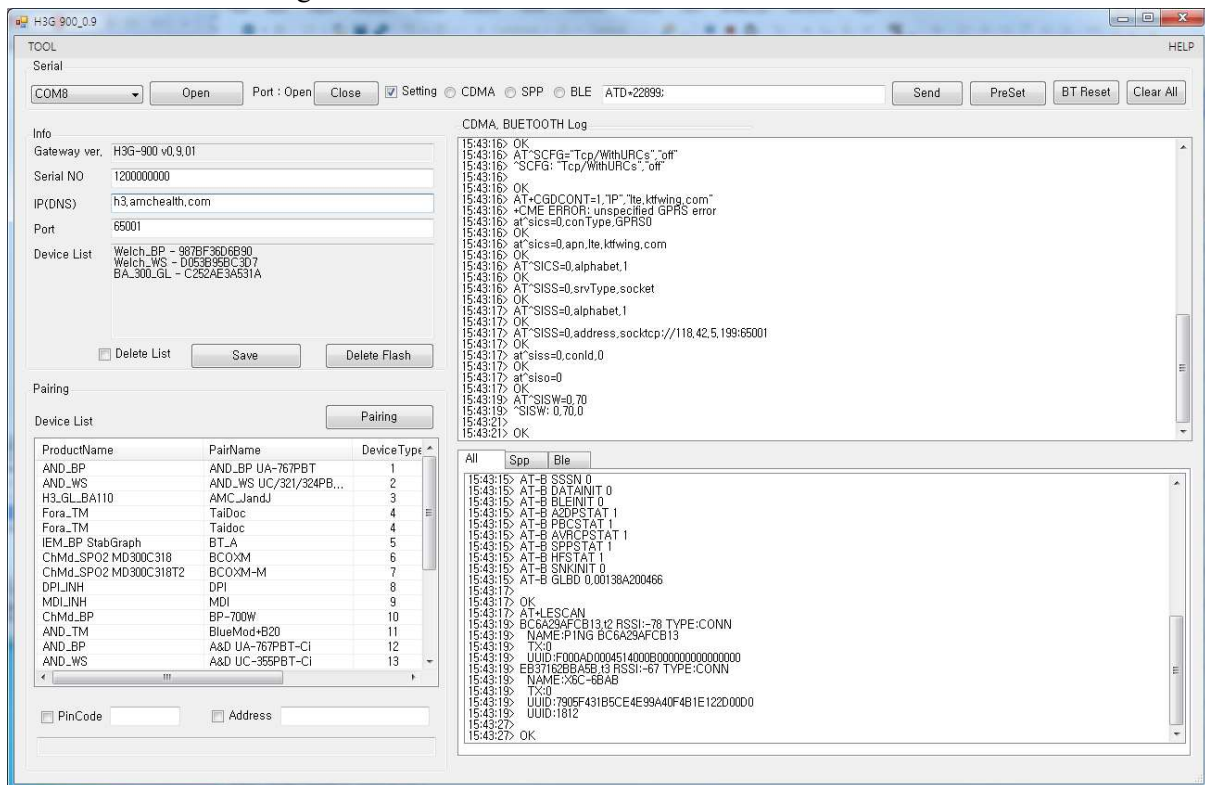 H3G 900_0.9
TOOL HELP
Serial
COM8 Open Port : Open Close Setting CDMA SPP BLE ATD*22899; Send PreSet BT Reset Clear All
Info
Gateway ver, H3G-900 v0,9,01
Serial NO 1200000000
IP(DNS) h3,amchealth,com
Port 65001
Device List Welch_BP - 987BF36D6B90
Welch_WS - D053B95BC3D7
BA_300_GL - C252AE3A531A
Delete List Save Delete Flash
Pairing
Device List Pairing
ProductName PairName DeviceType
AND_BP AND_BP UA-767PBT 1
AND_WS AND_WS UC/321/324PB,,, 2
H3_GL_BA110 AMC_JandJ 3
Fora_TM TaiDoc 4
Fora_TM Taidoc 4
IEM_BP StabGraph BT_A 5
ChMd_SPO2 MD300C318 BCOXM 6
ChMd_SPO2 MD300C318T2 BCOXM-M 7
DPI_INH DPI 8
MDI_INH MDI 9
ChMd_BP BP-700W 10
AND_TM BlueMod+B20 11
AND_BP A&D UA-767PBT-Ci 12
AND_WS A&D UC-355PBT-Ci 13
PinCode Address
CDMA, BUETOOTH Log
15:43:16> OK
15:43:16> AT^SCFG="Tcp/WithURCs","off"
15:43:16> ^SCFG: "Tcp/WithURCs","off"
15:43:16>
15:43:16> OK
15:43:16> AT+CGDCONT=1,"IP","lte,ktfwing,com"
15:43:16> +CME ERROR: unspecified GPRS error
15:43:16> at^sics=0,conType,GPRS0
15:43:16> OK
15:43:16> at^sics=0,apn,lte,ktfwing,com
15:43:16> OK
15:43:16> AT^SICS=0,alphabet,1
15:43:16> OK
15:43:16> AT^SISS=0,srvType,socket
15:43:16> OK
15:43:17> AT^SISS=0,alphabet,1
15:43:17> OK
15:43:17> AT^SISS=0,address,socktcp://118,42,5,199:65001
15:43:17> OK
15:43:17> at^siss=0,conId,0
15:43:17> OK
15:43:17> at^siso=0
15:43:17> OK
15:43:19> AT^SISW=0,70
15:43:19> ^SISW: 0,70,0
15:43:21>
15:43:21> OK
All Spp Ble
15:43:15> AT-B SSSN 0
15:43:15> AT-B DATAINIT 0
15:43:15> AT-B BLEINIT 0
15:43:15> AT-B A2DPSTAT 1
15:43:15> AT-B PBCSTAT 1
15:43:15> AT-B AVRCPSTAT 1
15:43:15> AT-B SPPSTAT 1
15:43:15> AT-B HFSTAT 1
15:43:15> AT-B SNKINIT 0
15:43:15> AT-B GLBD 0,00138A200466
15:43:17>
15:43:17> OK
15:43:17> AT+LESCAN
15:43:19> BC6A29AFCB13,t2 RSSI:-78 TYPE:CONN
15:43:19> NAME:P1NG BC6A29AFCB13
15:43:19> TX:0
15:43:19> UUID:F000AD0004514000B000000000000000
15:43:19> EB37162BBA5B,t3 RSSI:-67 TYPE:CONN
15:43:19> NAME:X6C-6BAB
15:43:19> TX:0
15:43:19> UUID:7905F431B5CE4E99A40F4B1E122D00D0
15:43:19> UUID:1812
15:43:27>
15:43:27> OK